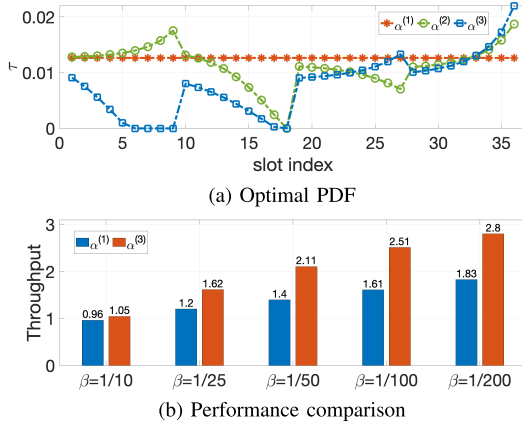 0.02
0.01
0
τ
α(1) α(2) α(3)
0 5 10 15 20 25 30 35
slot index
(a) Optimal PDF
3
2
1
0
Throughput
α(1) α(3)
0.96 1.05 1.2 1.62 1.4 2.11 1.61 2.51 1.83 2.8
β=1/10 β=1/25 β=1/50 β=1/100 β=1/200
(b) Performance comparison